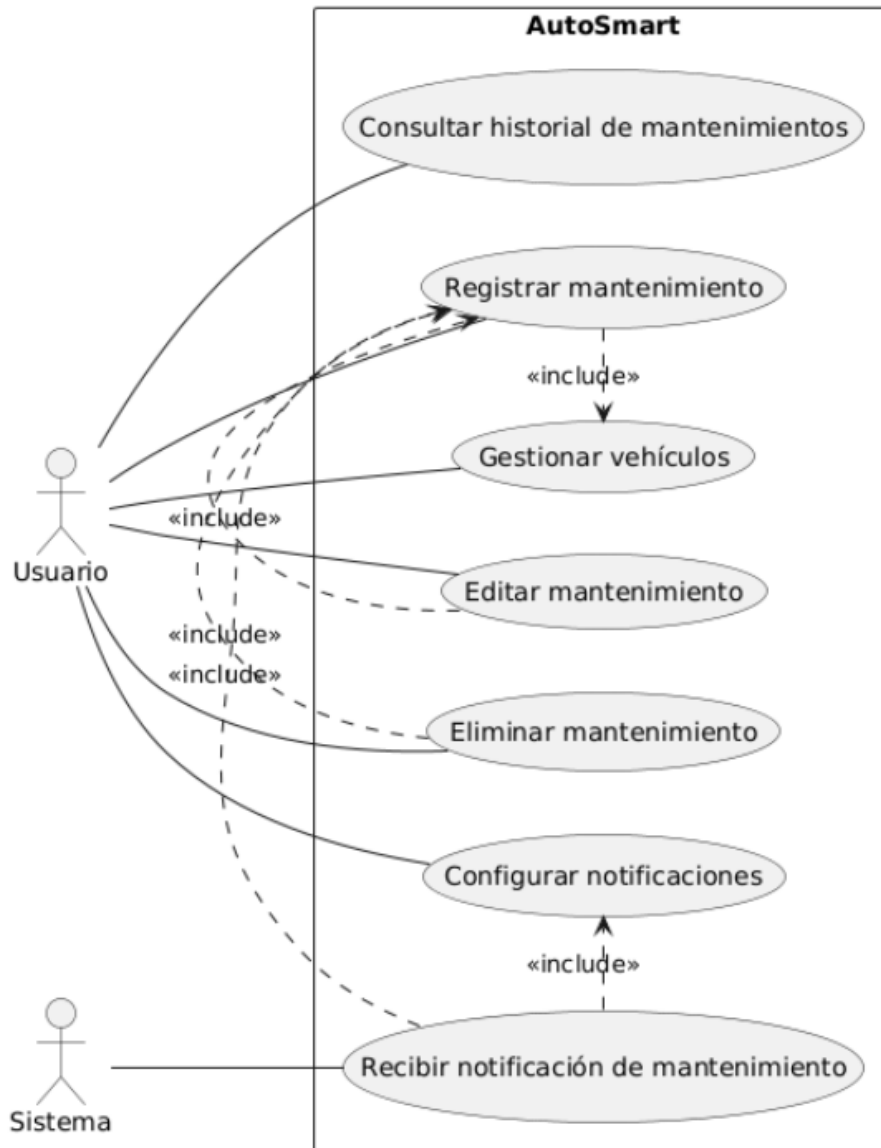 AutoSmart
Consultar historial de mantenimientos
Registrar mantenimiento
«include»
Gestionar vehículos
«include»
Usuario
Editar mantenimiento
«include»
«include»
Eliminar mantenimiento
Configurar notificaciones
«include»
Recibir notificación de mantenimiento
Sistema